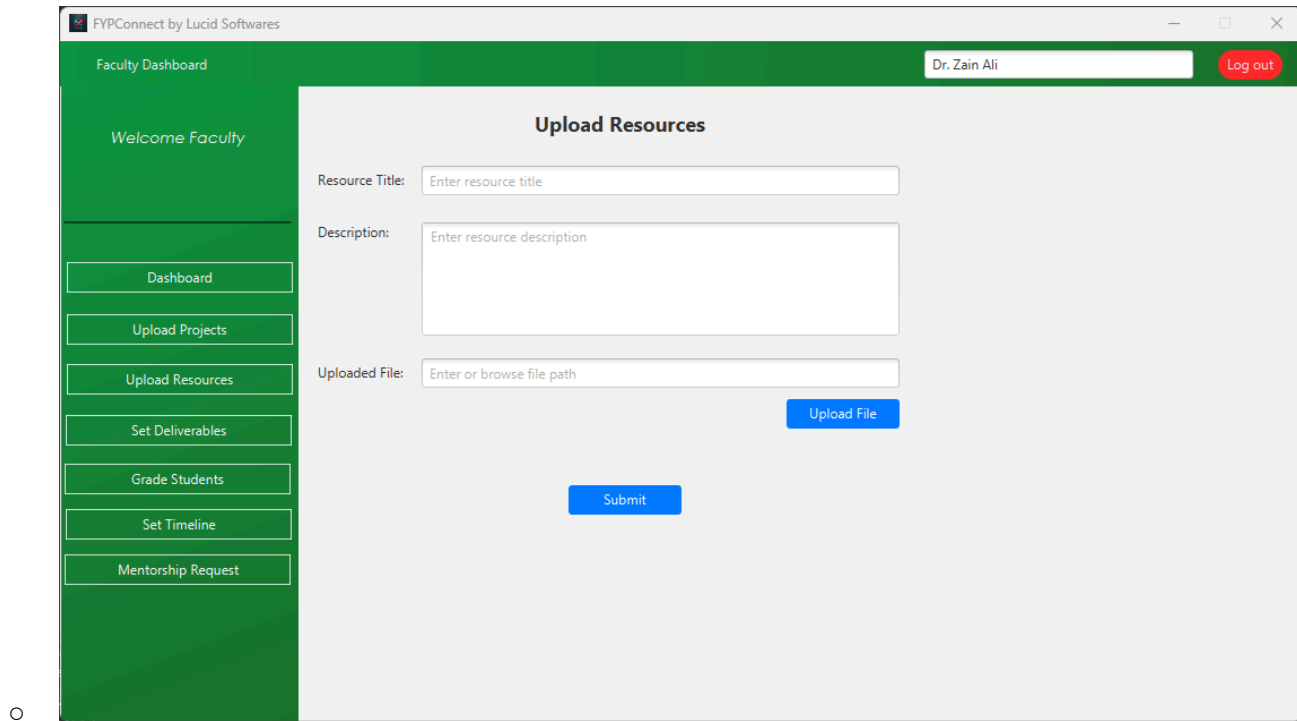 FYPConnect by Lucid Softwares
Faculty Dashboard
Dr. Zain Ali
Log out
Welcome Faculty
Dashboard
Upload Projects
Upload Resources
Set Deliverables
Grade Students
Set Timeline
Mentorship Request
Upload Resources
Resource Title:
Enter resource title
Description:
Enter resource description
Uploaded File:
Enter or browse file path
Upload File
Submit